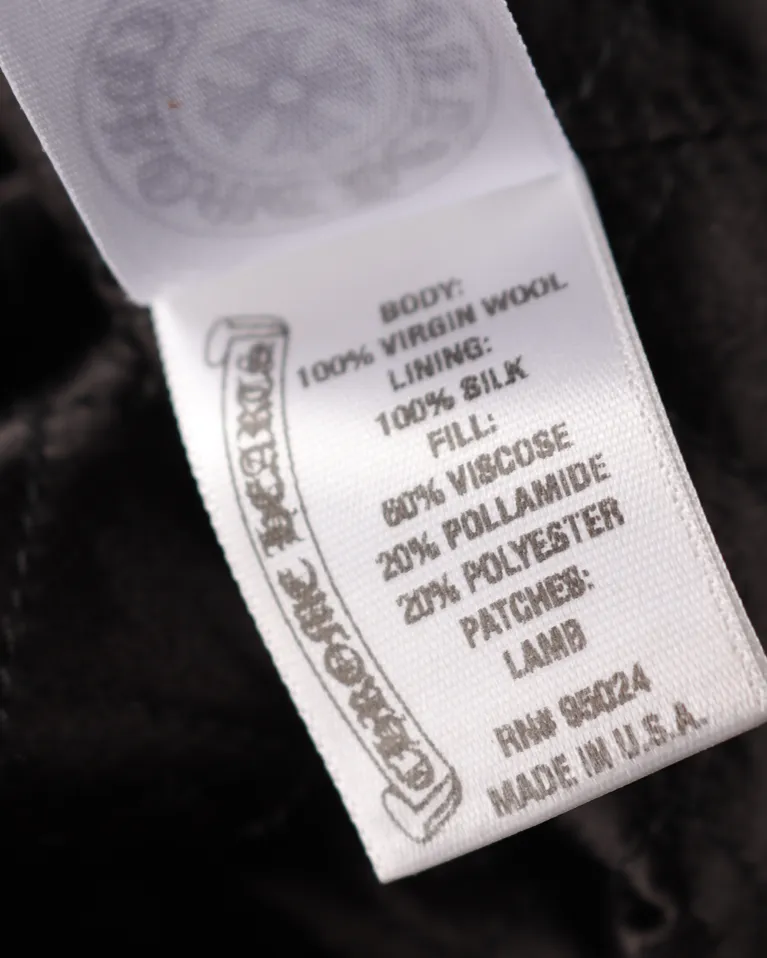 BODY:
100% VIRGIN WOOL
LINING:
100% SILK
FILL:
60% VISCOSE
20% POLLAMIDE
20% POLYESTER
PATCHES:
LAMB
RN# 95024
MADE IN U.S.A.
CHROME HEARTS